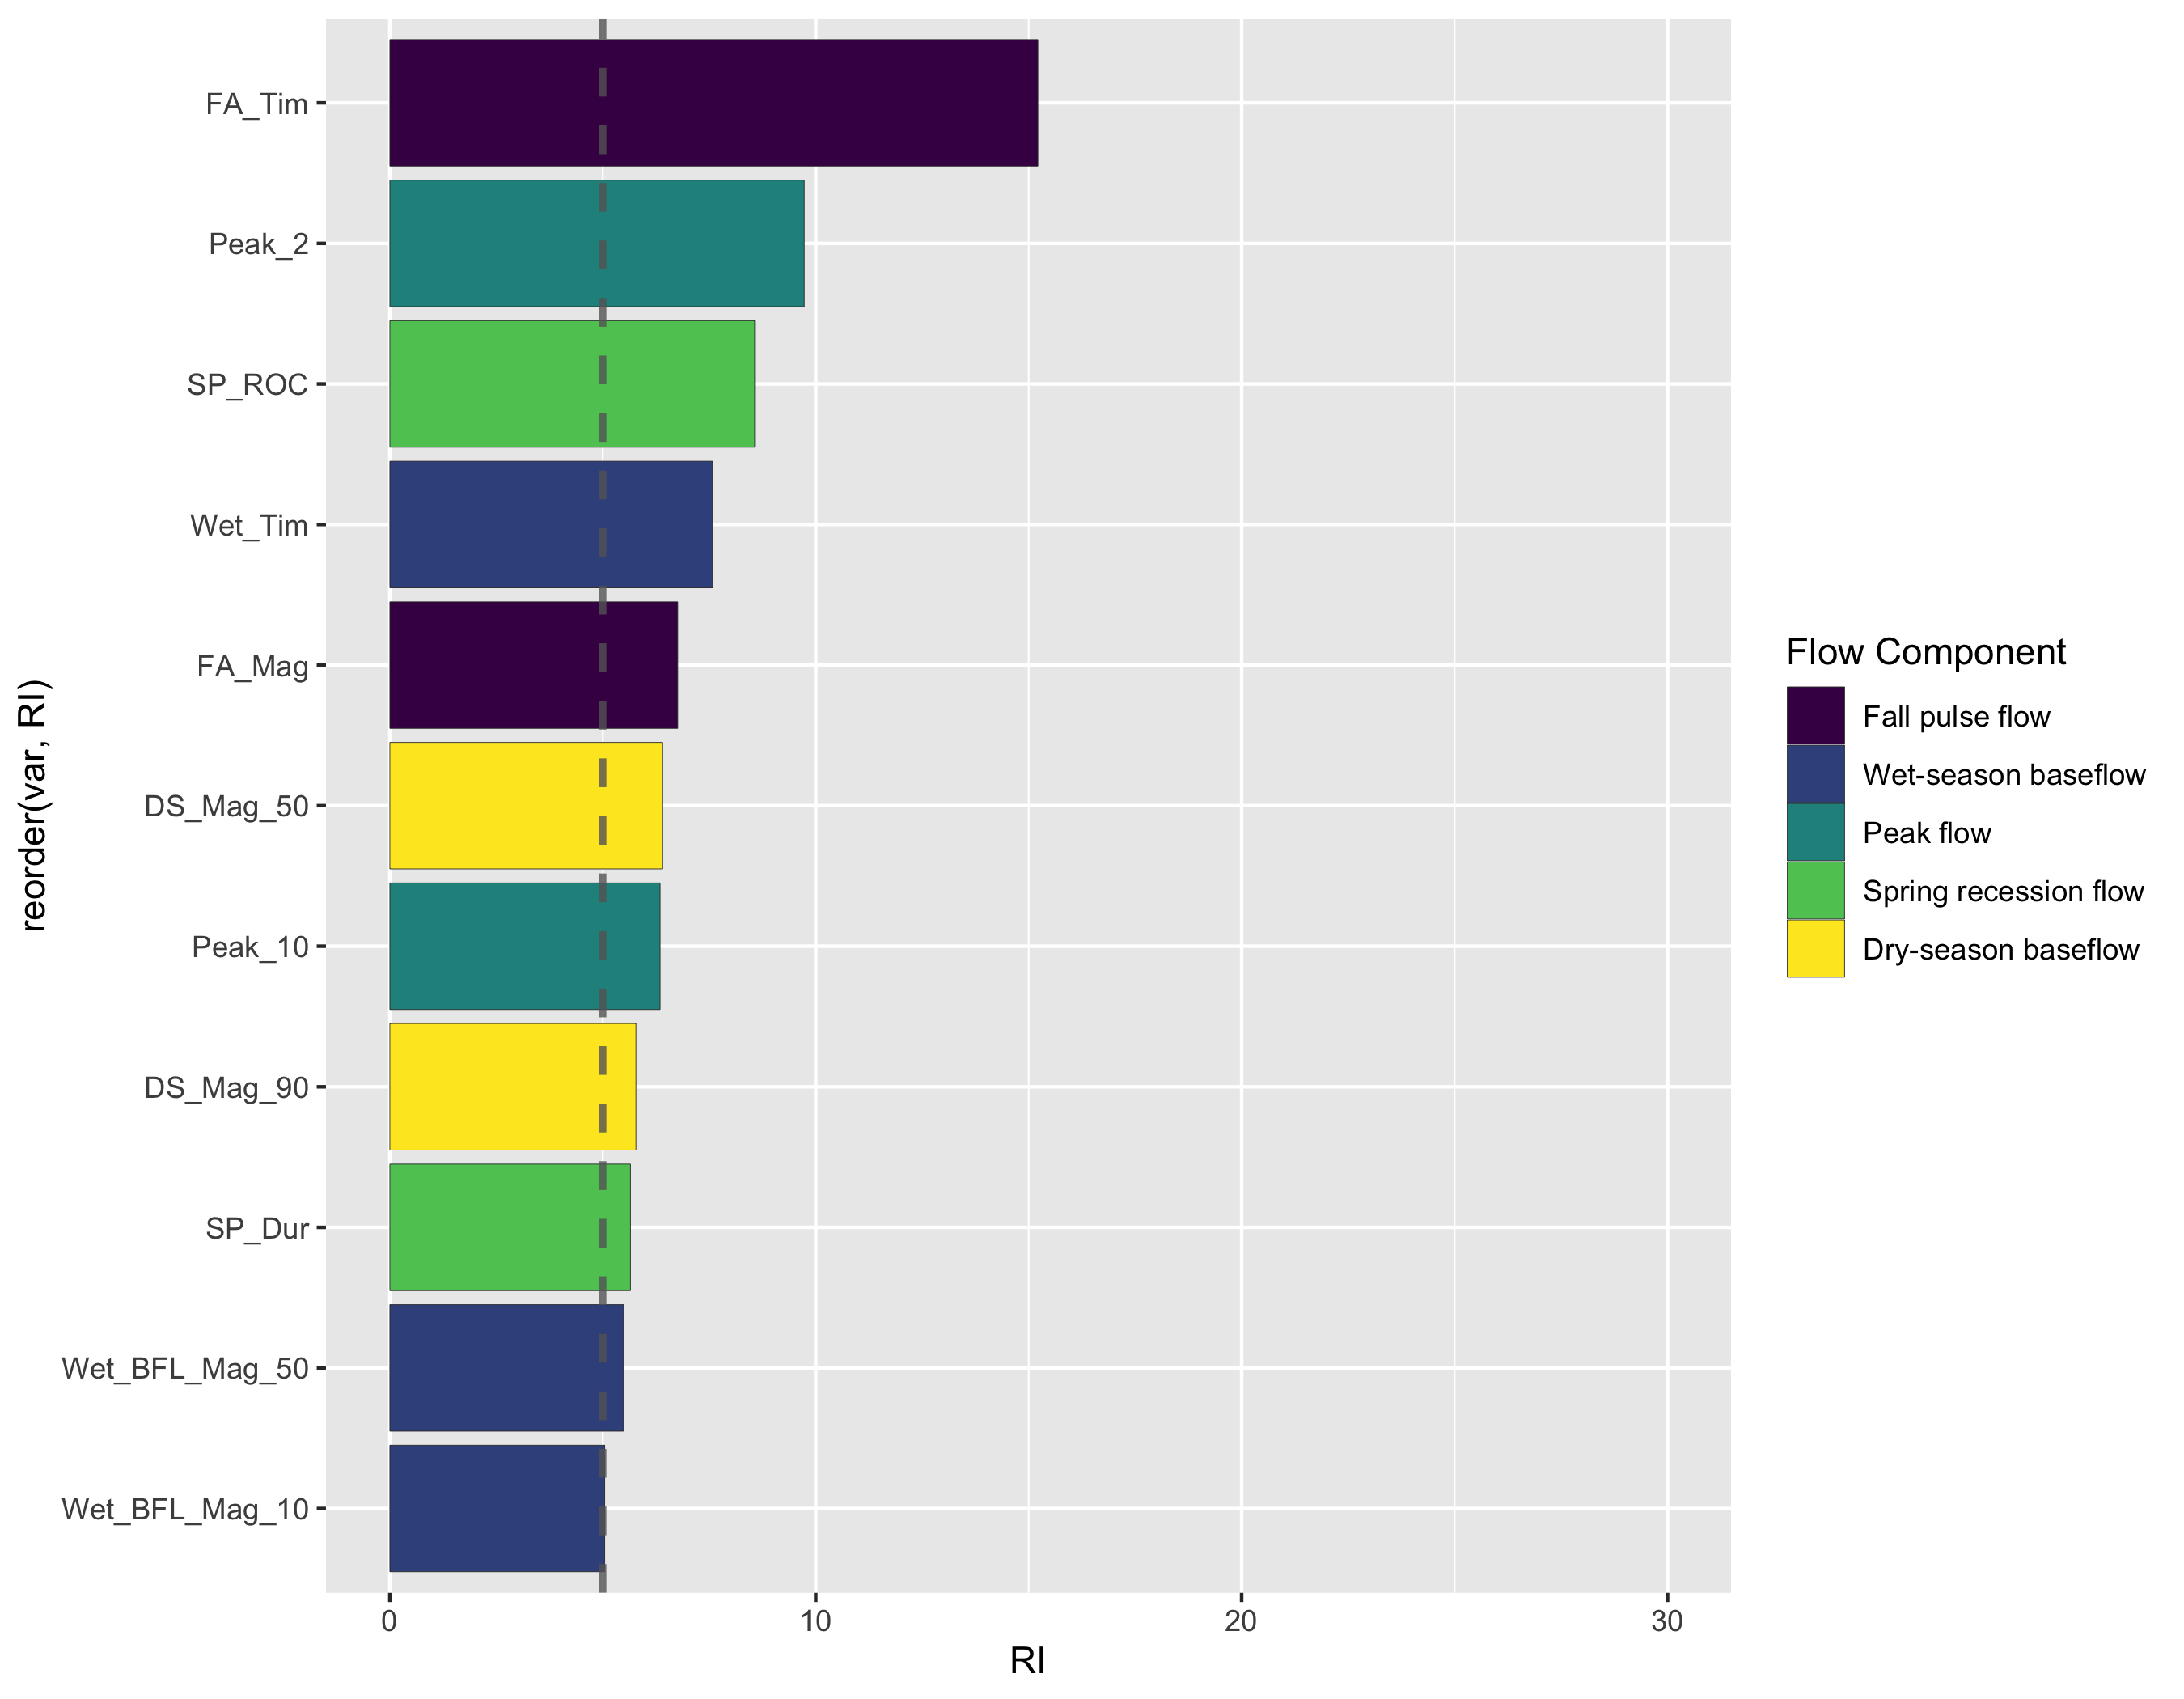 FA_Tim
Peak_2
SP_ROC
Wet_Tim
FA_Mag
DS_Mag_50
Peak_10
DS_Mag_90
SP_Dur
Wet_BFL_Mag_50
Wet_BFL_Mag_10
reorder(var, RI)
0 10 20 30
RI
Flow Component
Fall pulse flow
Wet-season baseflow
Peak flow
Spring recession flow
Dry-season baseflow